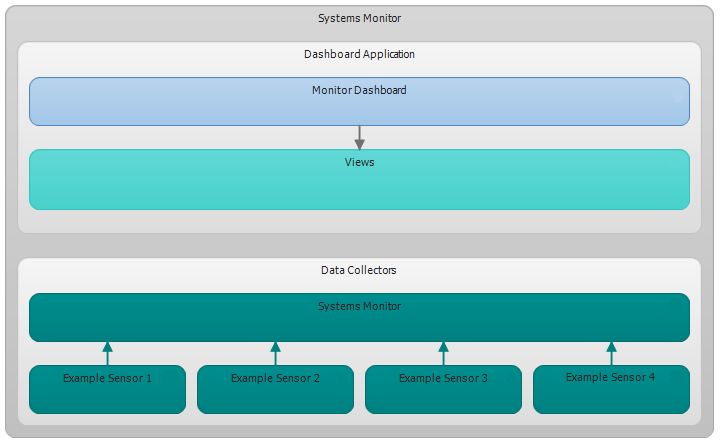 Systems Monitor
Dashboard Application
Monitor Dashboard
Views
Data Collectors
Systems Monitor
Example Sensor 1
Example Sensor 2
Example Sensor 3
Example Sensor 4